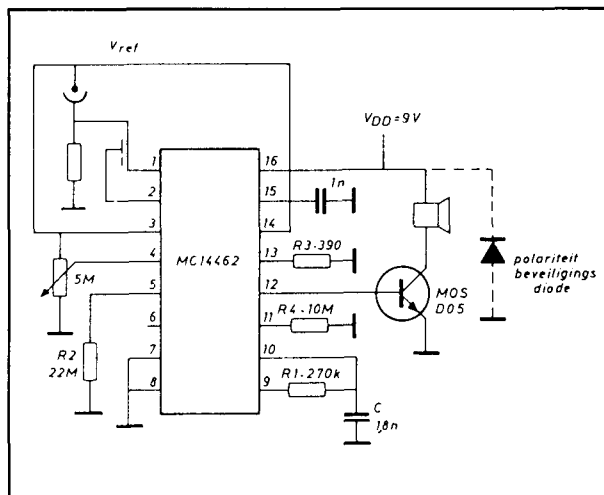 Vref
VDD=9V
1
16
1n
2
15
3
14
4
MC14462
13
R3·390
5M
5
12
MOS
D05
polariteit
beveiligings
diode
6
11
R4·10M
R2
22M
7
10
8
9
R1·270k
C
1,8n